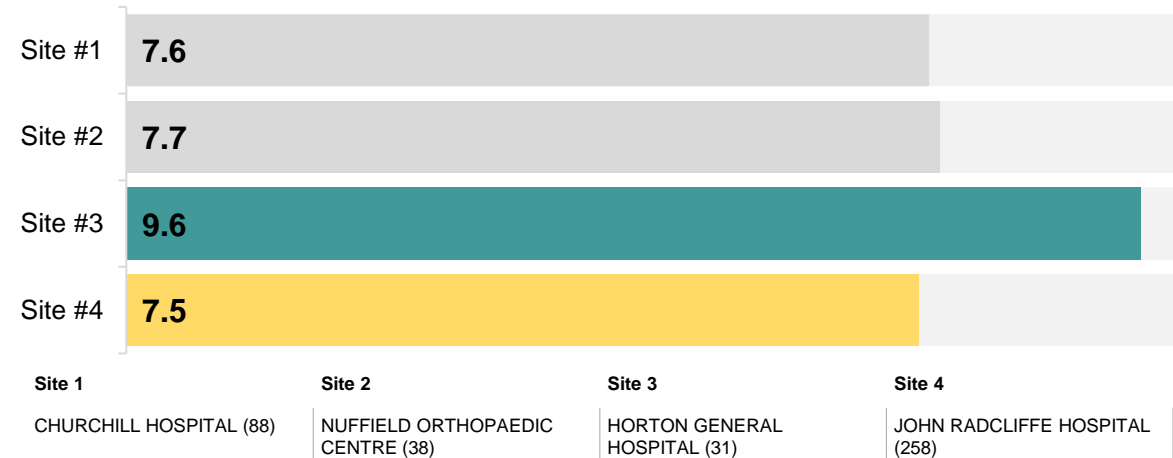 Site #1
7.6
Site #2
7.7
Site #3
9.6
Site #4
7.5
Site 1
CHURCHILL HOSPITAL (88)
Site 2
NUFFIELD ORTHOPAEDIC
CENTRE (38)
Site 3
HORTON GENERAL
HOSPITAL (31)
Site 4
JOHN RADCLIFFE HOSPITAL
(258)